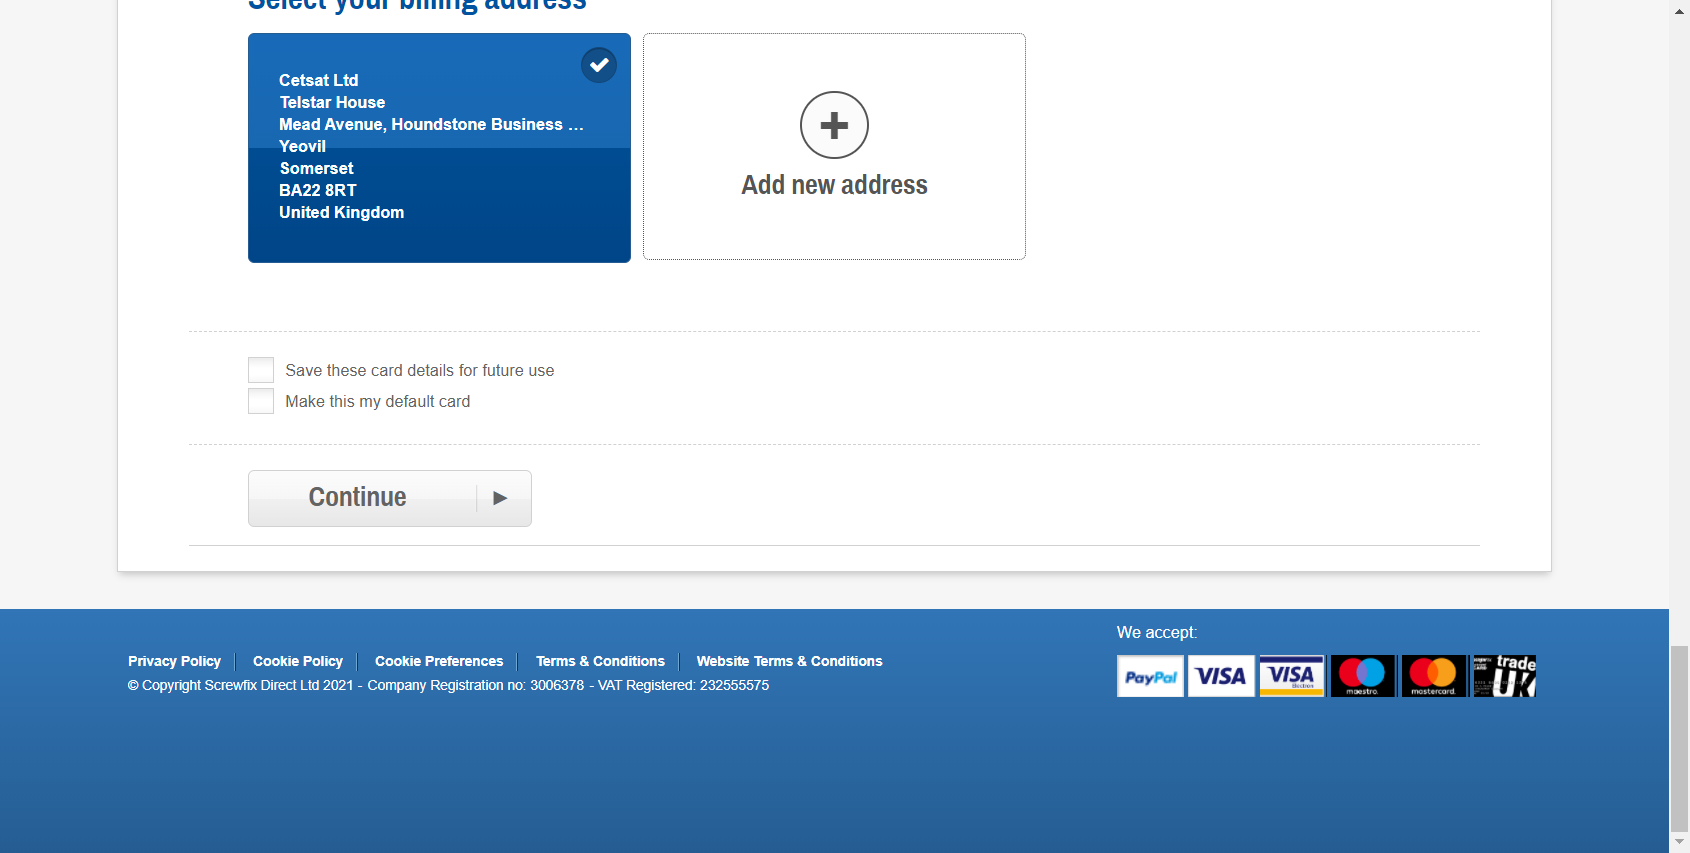 Select your billing address
Cetsat Ltd
Telstar House
Mead Avenue, Houndstone Business ...
Yeovil
Somerset
BA22 8RT
United Kingdom
Add new address
Save these card details for future use
Make this my default card
Continue
We accept:
Privacy Policy Cookie Policy Cookie Preferences Terms & Conditions Website Terms & Conditions
© Copyright Screwfix Direct Ltd 2021 - Company Registration no: 3006378 - VAT Registered: 232555575
PayPal VISA VISA Electron maestro mastercard trade UK